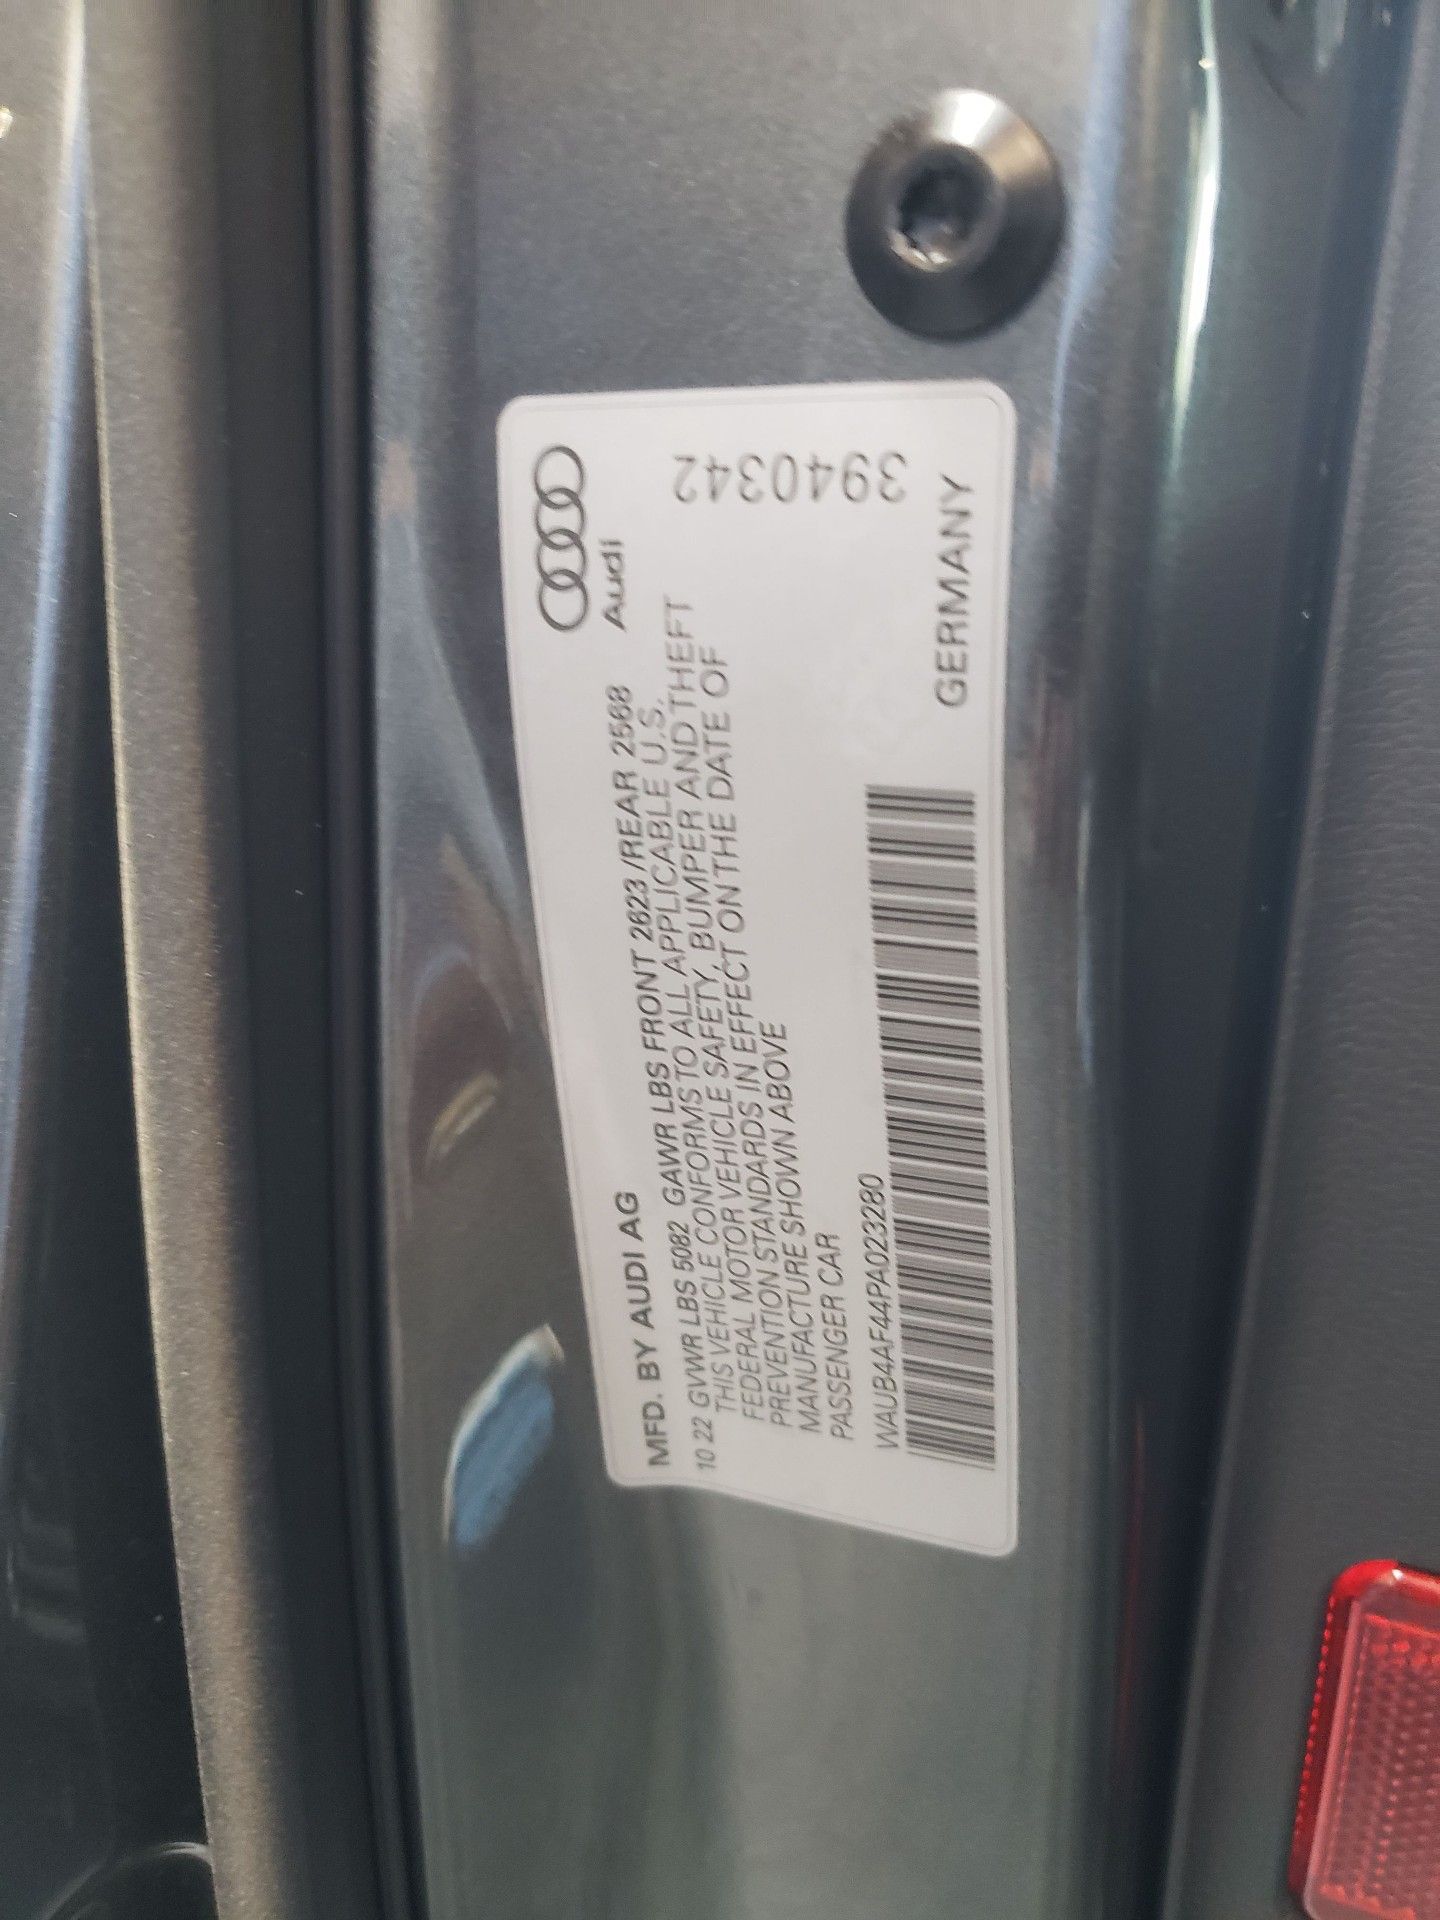 MFD. BY AUDI AG
Audi
10 22 GVWR LBS 5082 GAWR LBS FRONT 2623 /REAR 2568
THIS VEHICLE CONFORMS TO ALL APPLICABLE U.S.
FEDERAL MOTOR VEHICLE SAFETY, BUMPER AND THEFT
PREVENTION STANDARDS IN EFFECT ON THE DATE OF
MANUFACTURE SHOWN ABOVE
PASSENGER CAR
3940342
WAUB4AF44PA023280
GERMANY